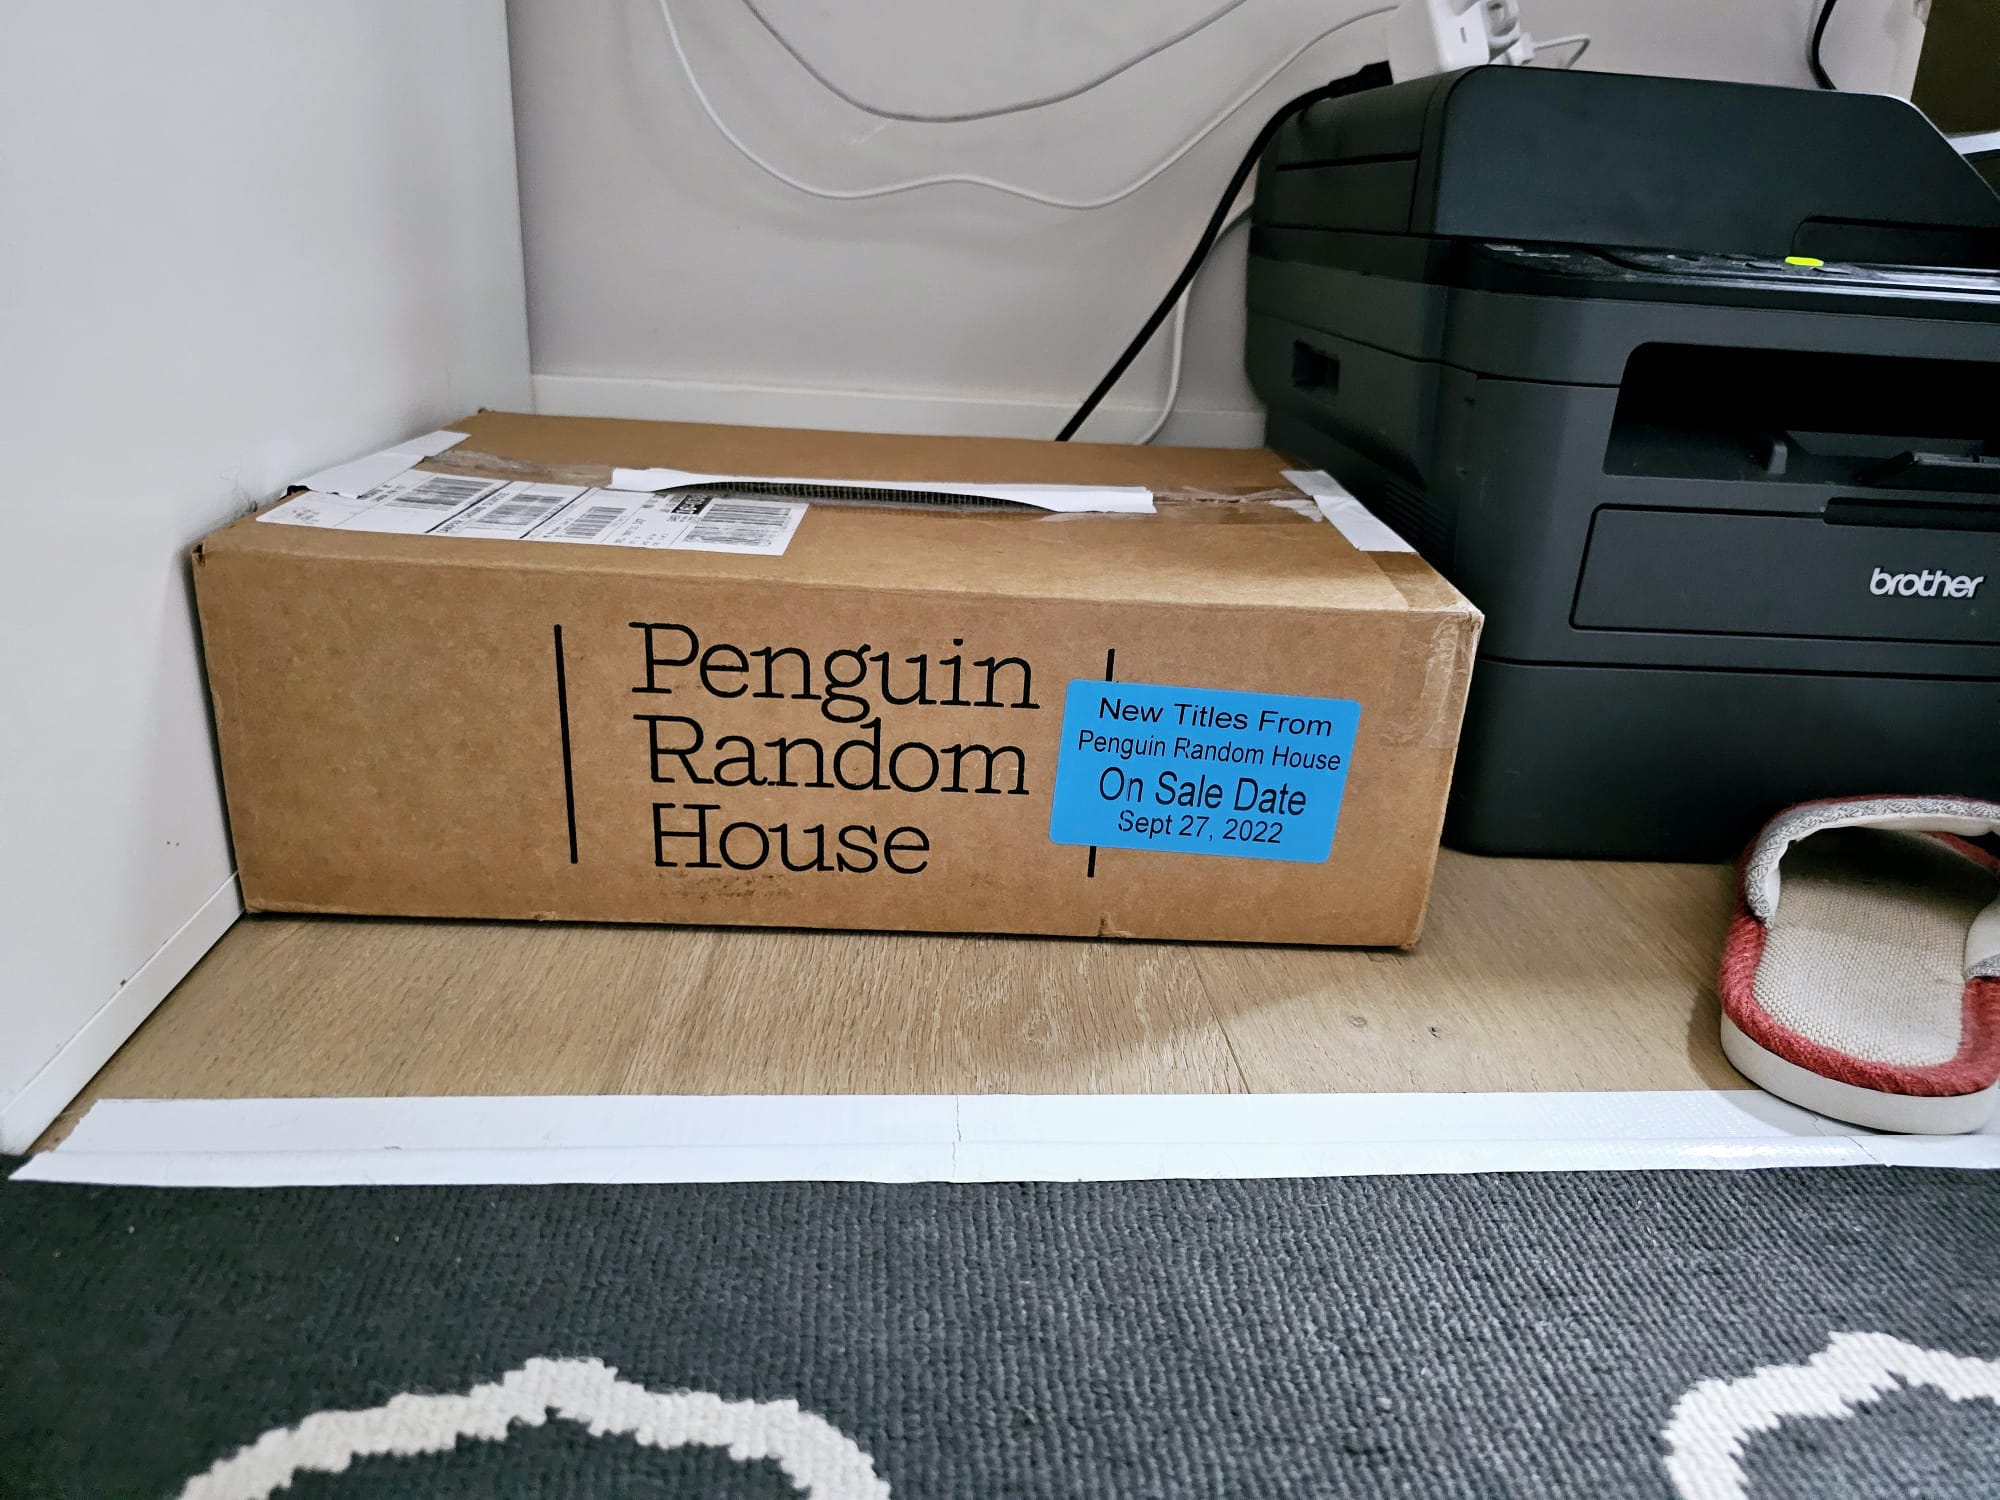 Penguin
Random
House
New Titles From
Penguin Random House
On Sale Date
Sept 27, 2022
brother